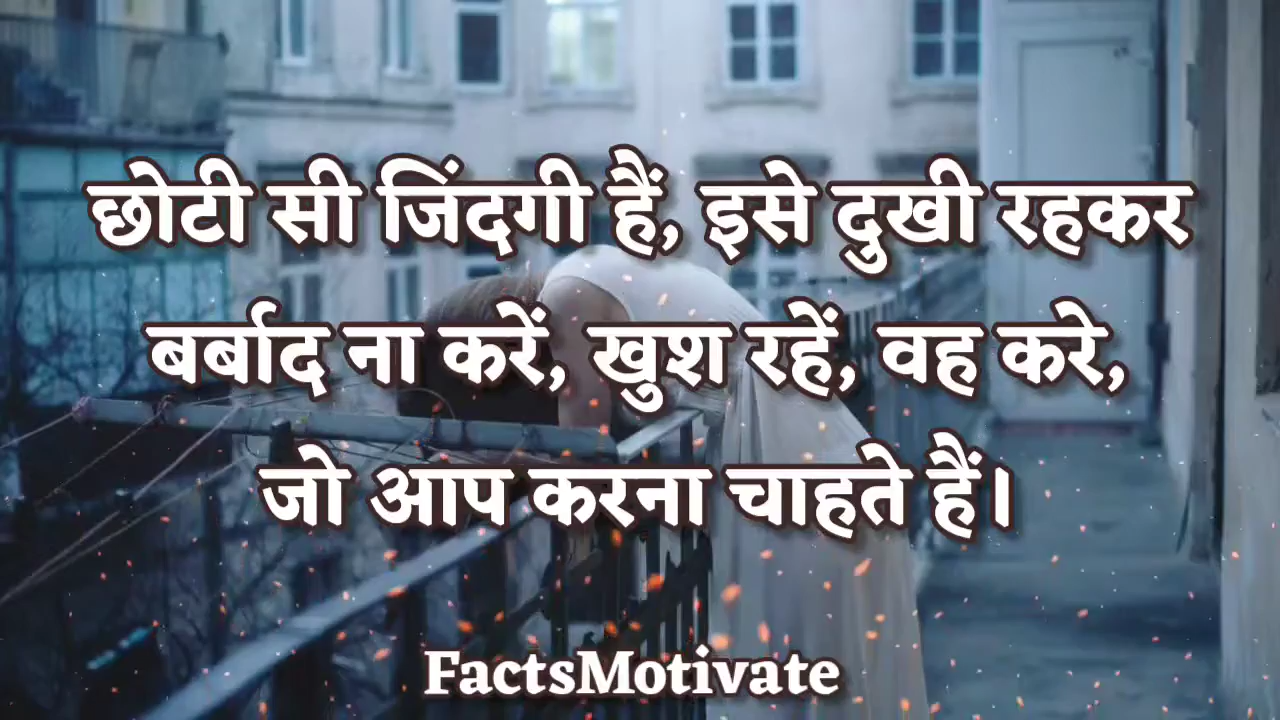 छोटी सी जिंदगी हैं, इसे दुखी रहकर
बर्बाद ना करें, खुश रहें, वह करे,
जो आप करना चाहते हैं।
FactsMotivate